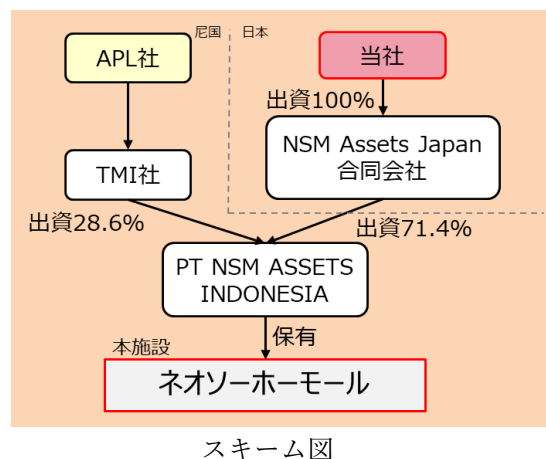 尼国 日本
APL社
当社
出資100%
NSM Assets Japan
合同会社
TMI社
出資28.6%
出資71.4%
PT NSM ASSETS
INDONESIA
保有
本施設
ネオソーホーモール
スキーム図